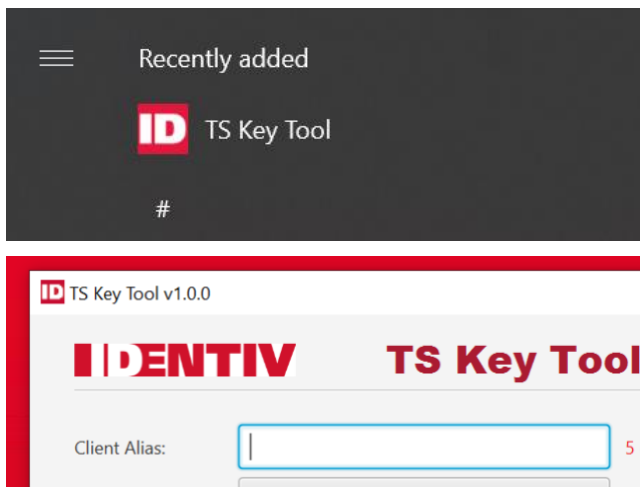 Recently added
ID TS Key Tool
#
ID TS Key Tool v1.0.0
IDENTIV TS Key Tool
Client Alias: 5